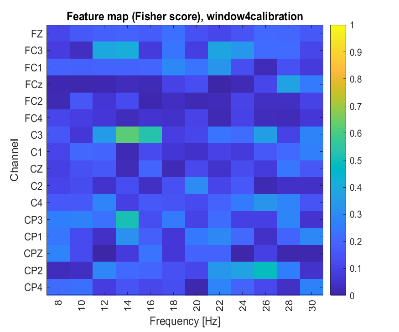 Feature map (Fisher score), window4calibration
FZ
FC3
FC1
FCz
FC2
FC4
C3
C1
CZ
C2
C4
CP3
CP1
CPZ
CP2
CP4
Channel
8 10 12 14 16 18 20 22 24 26 28 30
Frequency [Hz]
1
0.9
0.8
0.7
0.6
0.5
0.4
0.3
0.2
0.1
0